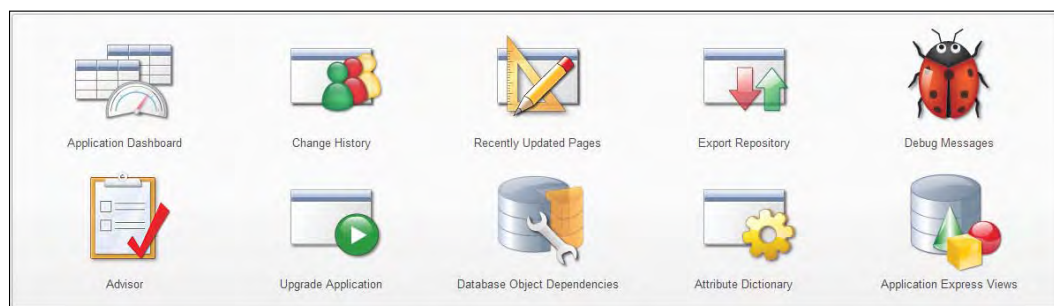 Application Dashboard
Change History
Recently Updated Pages
Export Repository
Debug Messages
Advisor
Upgrade Application
Database Object Dependencies
Attribute Dictionary
Application Express Views